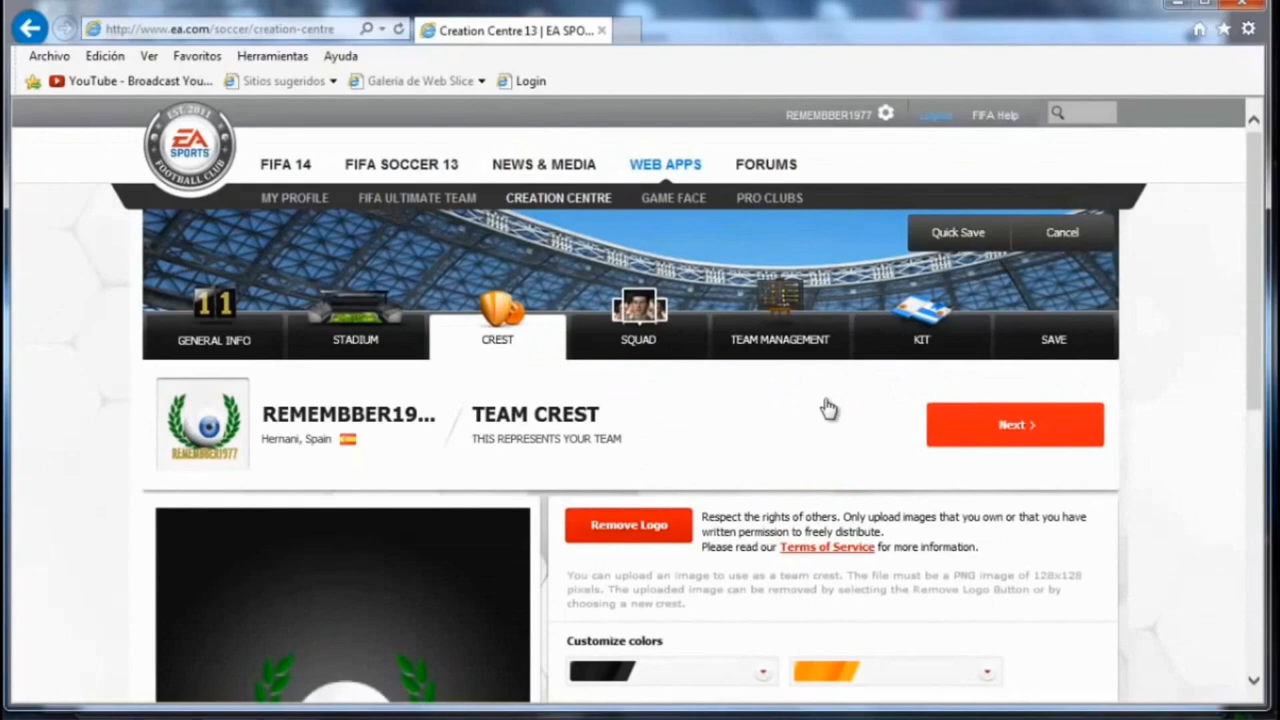 http://www.ea.com/soccer/creation-centre
Creation Centre 13 | EA SPO...
Archivo Edición Ver Favoritos Herramientas Ayuda
YouTube - Broadcast You... Sitios sugeridos Galería de Web Slice Login
EST. 2011
EA SPORTS
FOOTBALL CLUB
REMEMBBER1977 Logout FIFA Help
FIFA 14 FIFA SOCCER 13 NEWS & MEDIA WEB APPS FORUMS
MY PROFILE FIFA ULTIMATE TEAM CREATION CENTRE GAME FACE PRO CLUBS
Quick Save Cancel
11
GENERAL INFO STADIUM CREST SQUAD TEAM MANAGEMENT KIT SAVE
REMEMBBER1977
REMEMBBER19... TEAM CREST
Hernani, Spain THIS REPRESENTS YOUR TEAM
Next >
Remove Logo
Respect the rights of others. Only upload images that you own or that you have
written permission to freely distribute.
Please read our Terms of Service for more information.
You can upload an image to use as a team crest. The file must be a PNG image of 128x128
pixels. The uploaded image can be removed by selecting the Remove Logo Button or by
choosing a new crest.
Customize colors